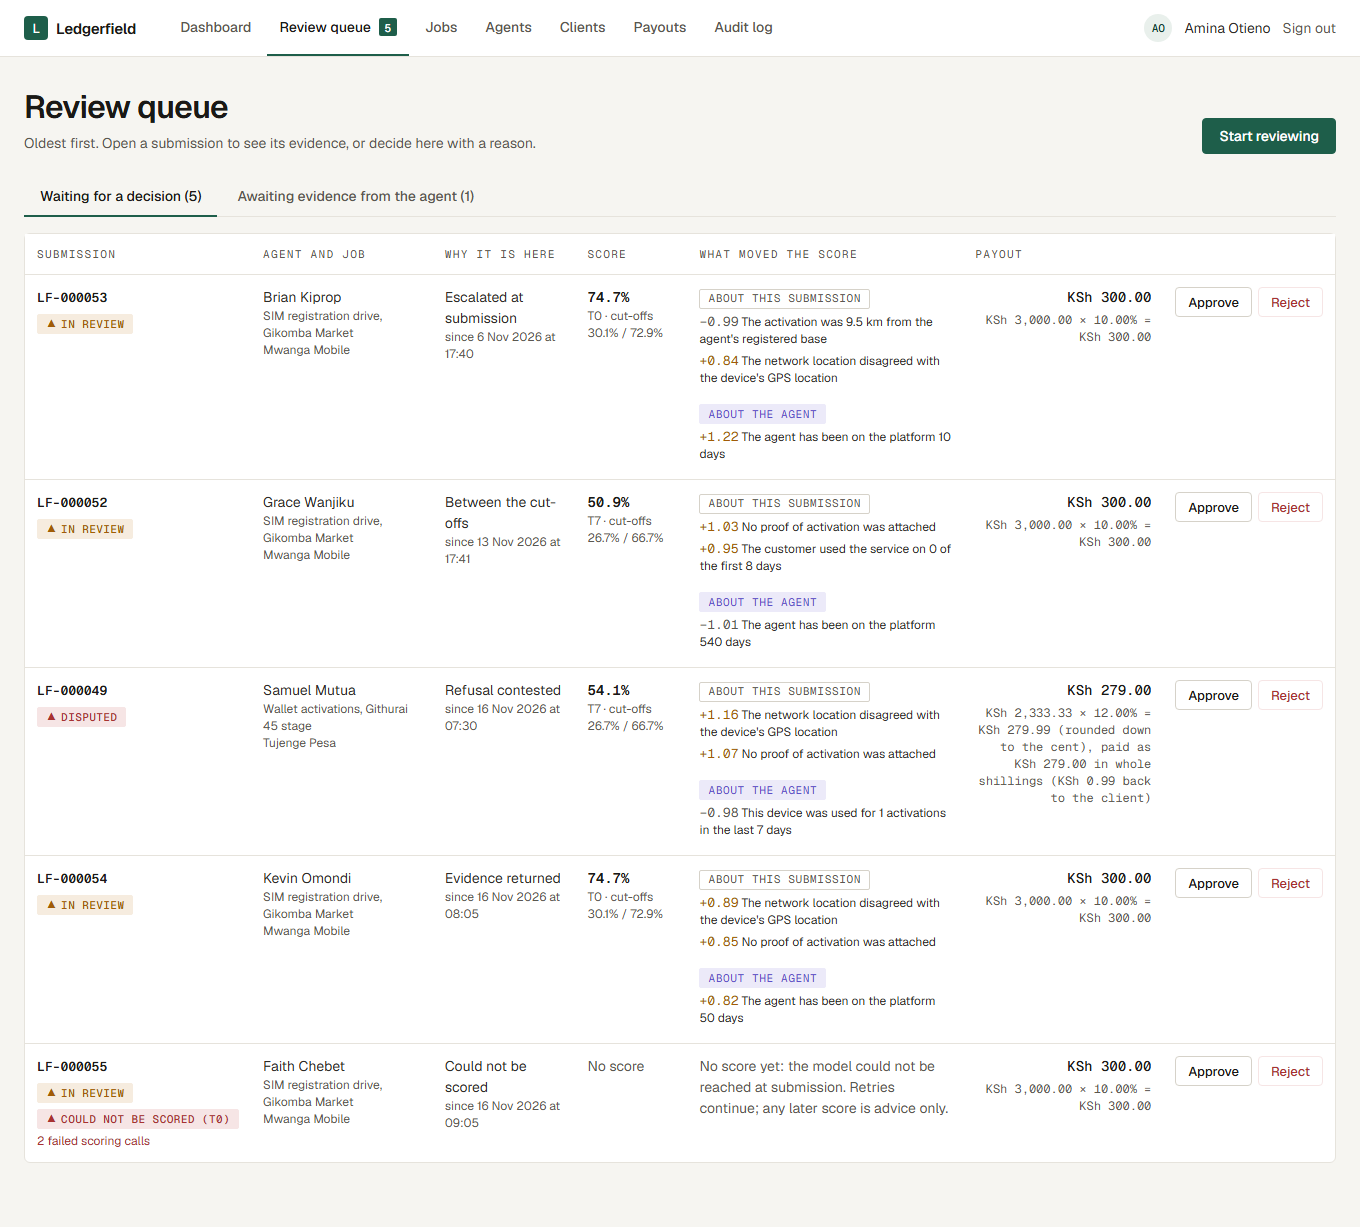 L Ledgerfield Dashboard Review queue 5 Jobs Agents Clients Payouts Audit log AO Amina Otieno Sign out
Review queue
Oldest first. Open a submission to see its evidence, or decide here with a reason.
Start reviewing
Waiting for a decision (5) Awaiting evidence from the agent (1)
SUBMISSION AGENT AND JOB WHY IT IS HERE SCORE WHAT MOVED THE SCORE PAYOUT
LF-000053
▲ IN REVIEW
Brian Kiprop
SIM registration drive,
Gikomba Market
Mwanga Mobile
Escalated at
submission
since 6 Nov 2026 at
17:40
74.7%
T0 · cut-offs
30.1% / 72.9%
ABOUT THIS SUBMISSION
−0.99 The activation was 9.5 km from the
agent's registered base
+0.84 The network location disagreed with
the device's GPS location
ABOUT THE AGENT
+1.22 The agent has been on the platform 10
days
KSh 300.00
KSh 3,000.00 × 10.00% =
KSh 300.00
Approve Reject
LF-000052
▲ IN REVIEW
Grace Wanjiku
SIM registration drive,
Gikomba Market
Mwanga Mobile
Between the cut-
offs
since 13 Nov 2026 at
17:41
50.9%
T7 · cut-offs
26.7% / 66.7%
ABOUT THIS SUBMISSION
+1.03 No proof of activation was attached
+0.95 The customer used the service on 0 of
the first 8 days
ABOUT THE AGENT
−1.01 The agent has been on the platform
540 days
KSh 300.00
KSh 3,000.00 × 10.00% =
KSh 300.00
Approve Reject
LF-000049
▲ DISPUTED
Samuel Mutua
Wallet activations, Githurai
45 stage
Tujenge Pesa
Refusal contested
since 16 Nov 2026 at
07:30
54.1%
T7 · cut-offs
26.7% / 66.7%
ABOUT THIS SUBMISSION
+1.16 The network location disagreed with
the device's GPS location
+1.07 No proof of activation was attached
ABOUT THE AGENT
−0.98 This device was used for 1 activations
in the last 7 days
KSh 279.00
KSh 2,333.33 × 12.00% =
KSh 279.99 (rounded down
to the cent), paid as
KSh 279.00 in whole
shillings (KSh 0.99 back
to the client)
Approve Reject
LF-000054
▲ IN REVIEW
Kevin Omondi
SIM registration drive,
Gikomba Market
Mwanga Mobile
Evidence returned
since 16 Nov 2026 at
08:05
74.7%
T0 · cut-offs
30.1% / 72.9%
ABOUT THIS SUBMISSION
+0.89 The network location disagreed with
the device's GPS location
+0.85 No proof of activation was attached
ABOUT THE AGENT
+0.82 The agent has been on the platform
50 days
KSh 300.00
KSh 3,000.00 × 10.00% =
KSh 300.00
Approve Reject
LF-000055
▲ IN REVIEW
▲ COULD NOT BE SCORED (T0)
2 failed scoring calls
Faith Chebet
SIM registration drive,
Gikomba Market
Mwanga Mobile
Could not be
scored
since 16 Nov 2026 at
09:05
No score
No score yet: the model could not be
reached at submission. Retries
continue; any later score is advice only.
KSh 300.00
KSh 3,000.00 × 10.00% =
KSh 300.00
Approve Reject